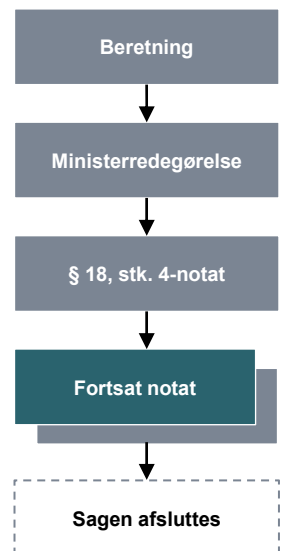 Beretning
Ministerredegørelse
§ 18, stk. 4-notat
Fortsat notat
Sagen afsluttes